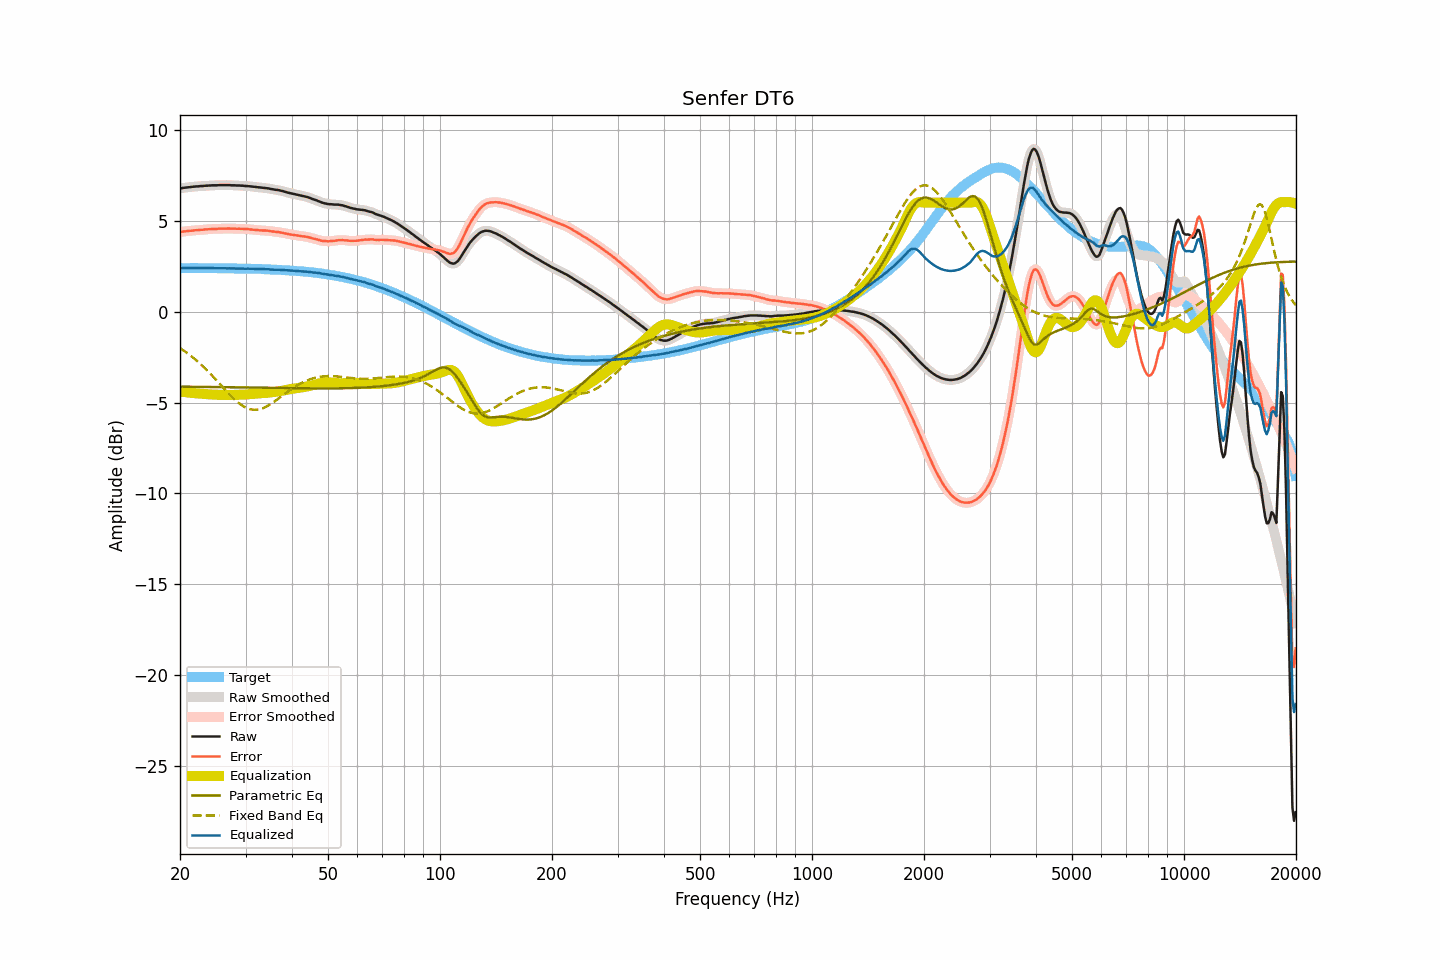 Senfer DT6
10
5
0
−5
−10
−15
−20
−25
Amplitude (dBr)
Target
Raw Smoothed
Error Smoothed
Raw
Error
Equalization
Parametric Eq
Fixed Band Eq
Equalized
20 50 100 200 500 1000 2000 5000 10000 20000
Frequency (Hz)